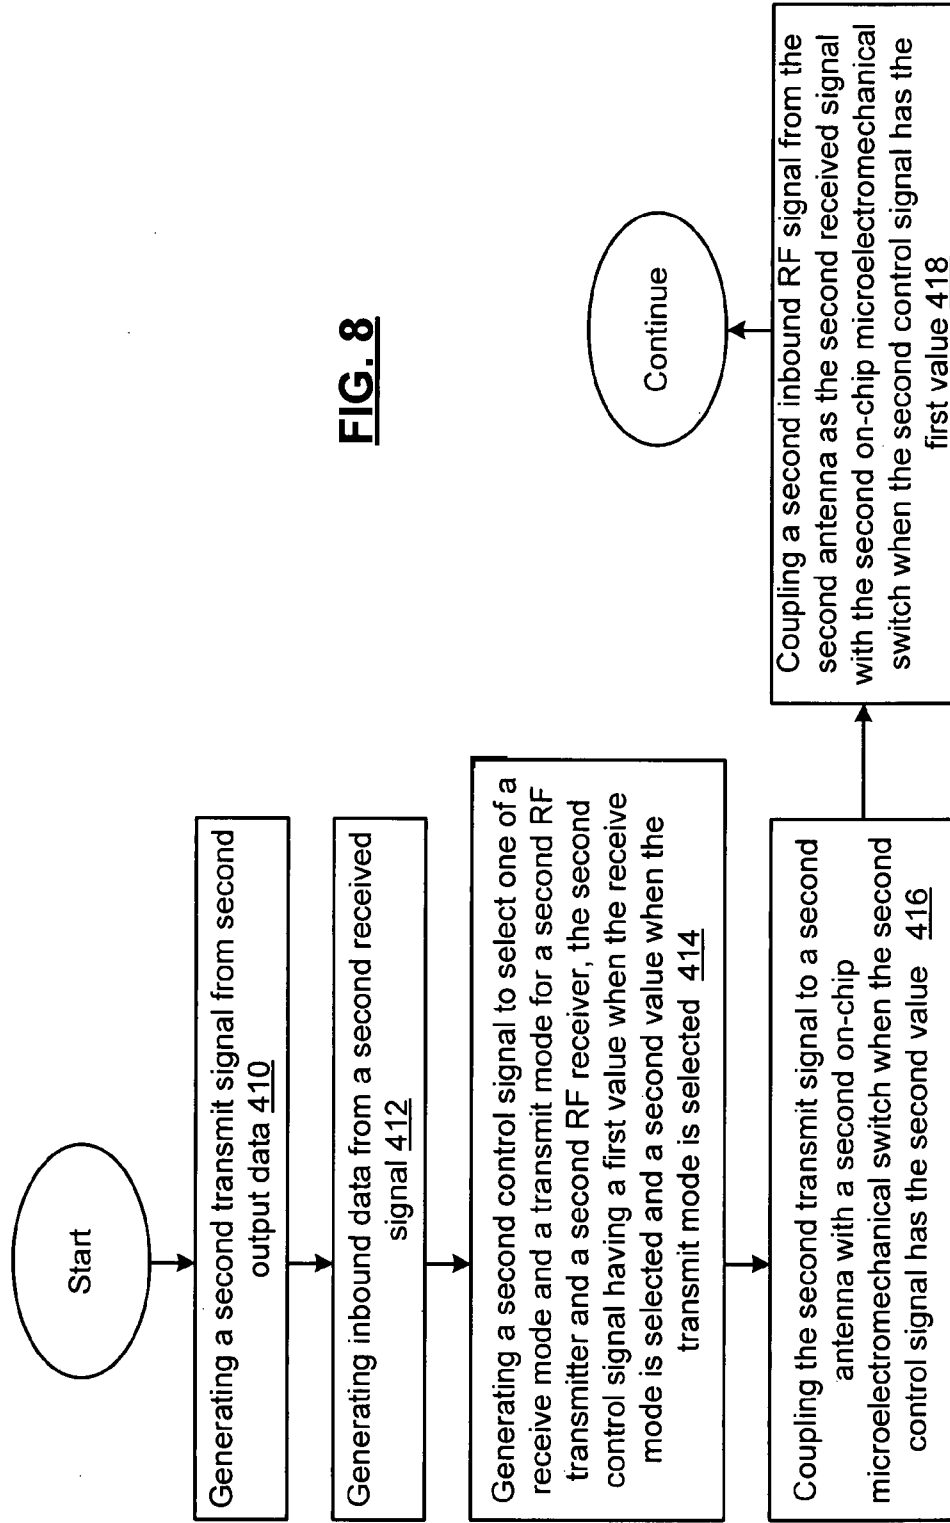 Start
Generating a second transmit signal from second
output data 410
Generating inbound data from a second received
signal 412
Generating a second control signal to select one of a
receive mode and a transmit mode for a second RF
transmitter and a second RF receiver, the second
control signal having a first value when the receive
mode is selected and a second value when the
transmit mode is selected 414
Coupling the second transmit signal to a second
antenna with a second on-chip
microelectromechanical switch when the second
control signal has the second value 416
Coupling a second inbound RF signal from the
second antenna as the second received signal
with the second on-chip microelectromechanical
switch when the second control signal has the
first value 418
Continue
FIG. 8